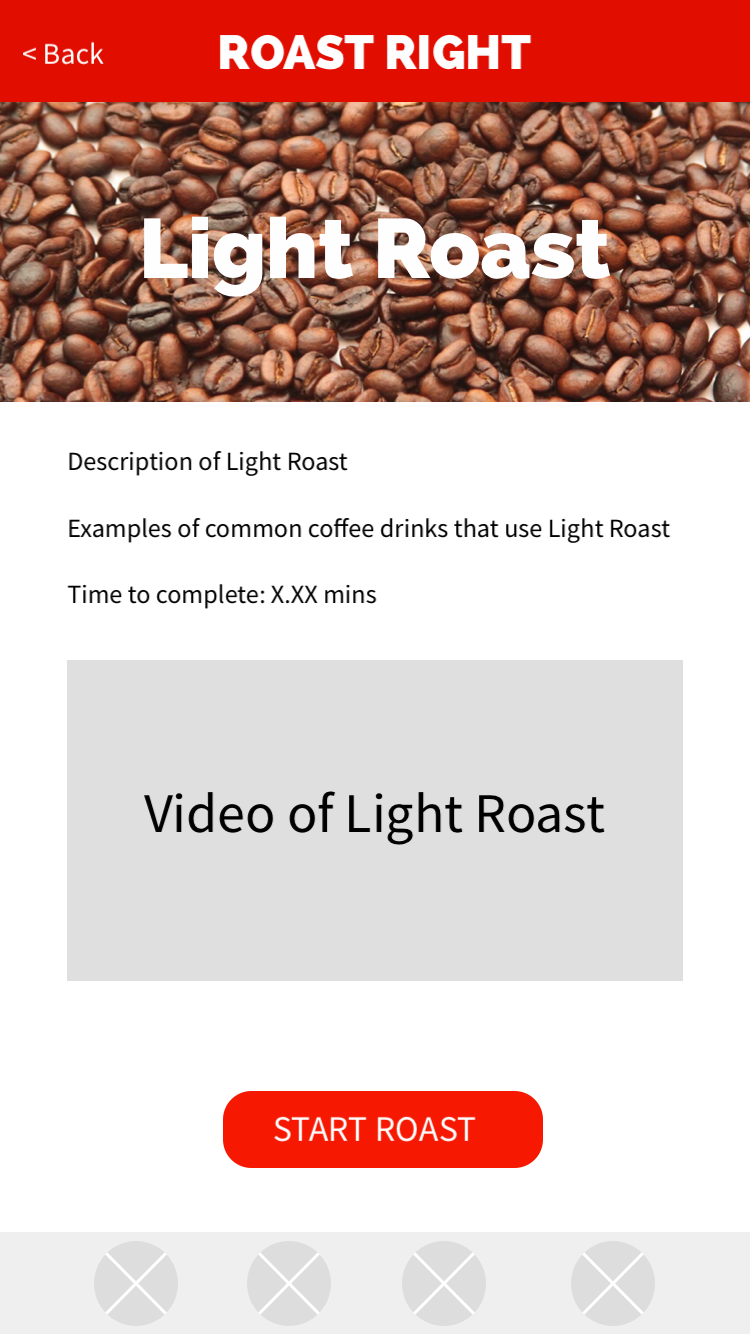 < Back
ROAST RIGHT
Light Roast
Description of Light Roast
Examples of common coffee drinks that use Light Roast
Time to complete: X.XX mins
Video of Light Roast
START ROAST